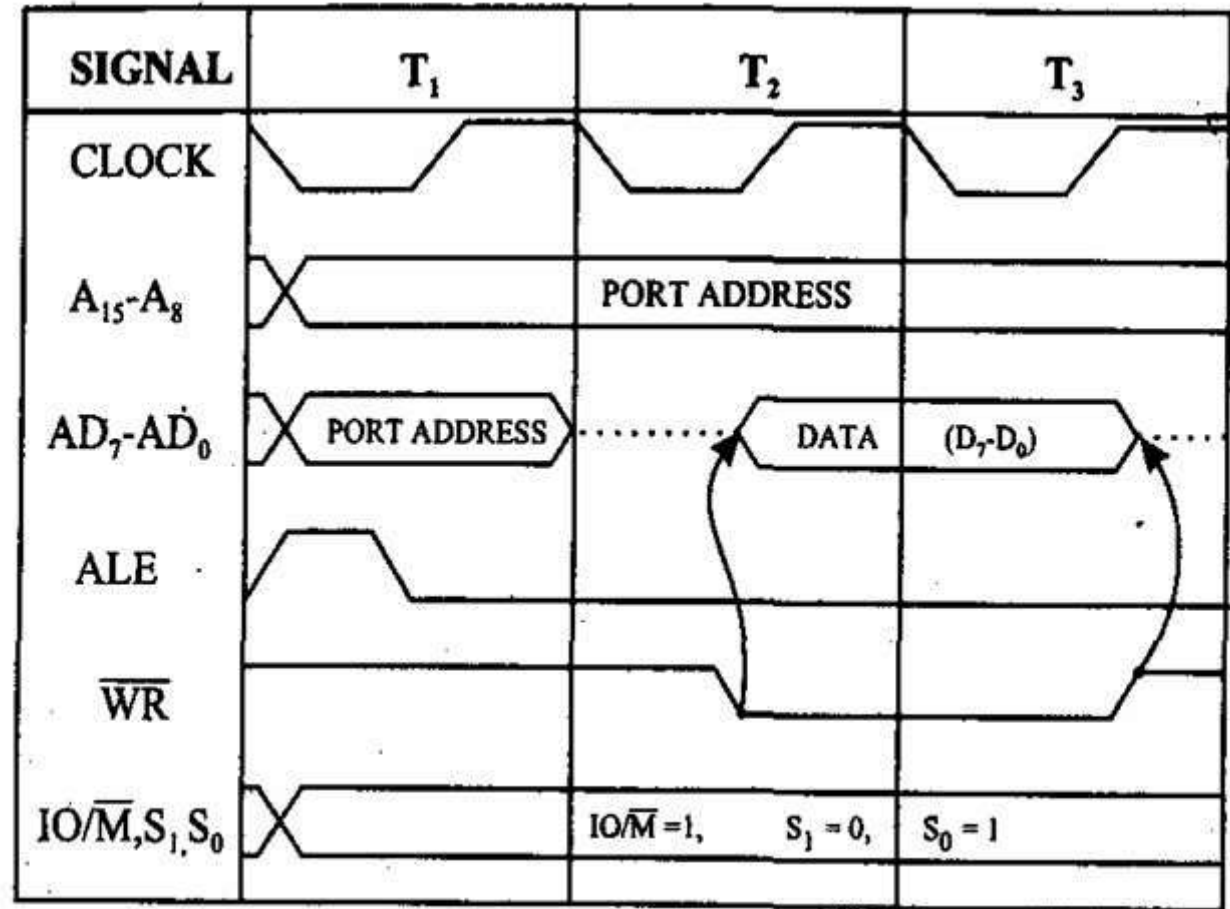 SIGNAL T₁ T₂ T₃
CLOCK
A₁₅-A₈ PORT ADDRESS
AD₇-AD₀ PORT ADDRESS DATA (D₇-D₀)
ALE
W̅R̅
IO/M̅,S₁,S₀ IO/M̅ =1, S₁ = 0, S₀ = 1